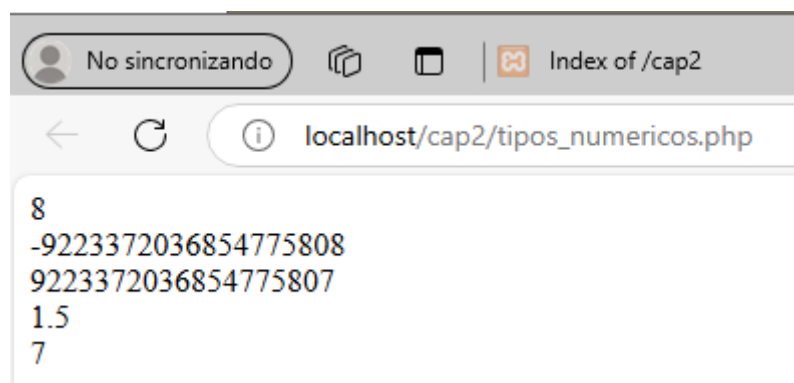 No sincronizando
Index of /cap2
localhost/cap2/tipos_numericos.php
8
-9223372036854775808
9223372036854775807
1.5
7